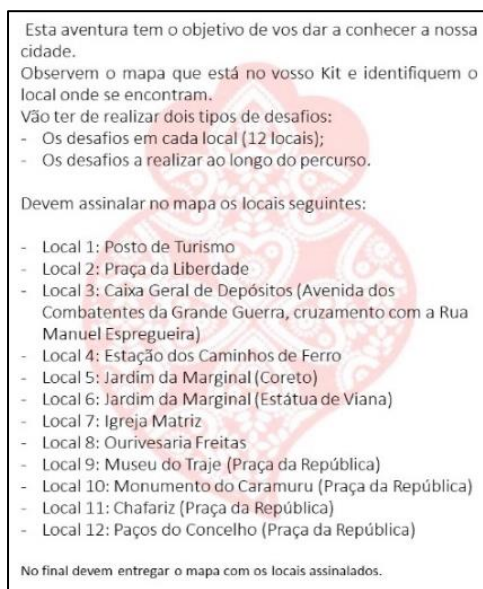 Esta aventura tem o objetivo de vos dar a conhecer a nossa
cidade.
Observem o mapa que está no vosso Kit e identifiquem o
local onde se encontram.
Vão ter de realizar dois tipos de desafios:
- Os desafios em cada local (12 locais);
- Os desafios a realizar ao longo do percurso.
Devem assinalar no mapa os locais seguintes:
- Local 1: Posto de Turismo
- Local 2: Praça da Liberdade
- Local 3: Caixa Geral de Depósitos (Avenida dos
Combatentes da Grande Guerra, cruzamento com a Rua
Manuel Espregueira)
- Local 4: Estação dos Caminhos de Ferro
- Local 5: Jardim da Marginal (Coreto)
- Local 6: Jardim da Marginal (Estátua de Viana)
- Local 7: Igreja Matriz
- Local 8: Ourivesaria Freitas
- Local 9: Museu do Traje (Praça da República)
- Local 10: Monumento do Caramuru (Praça da República)
- Local 11: Chafariz (Praça da República)
- Local 12: Paços do Concelho (Praça da República)
No final devem entregar o mapa com os locais assinalados.